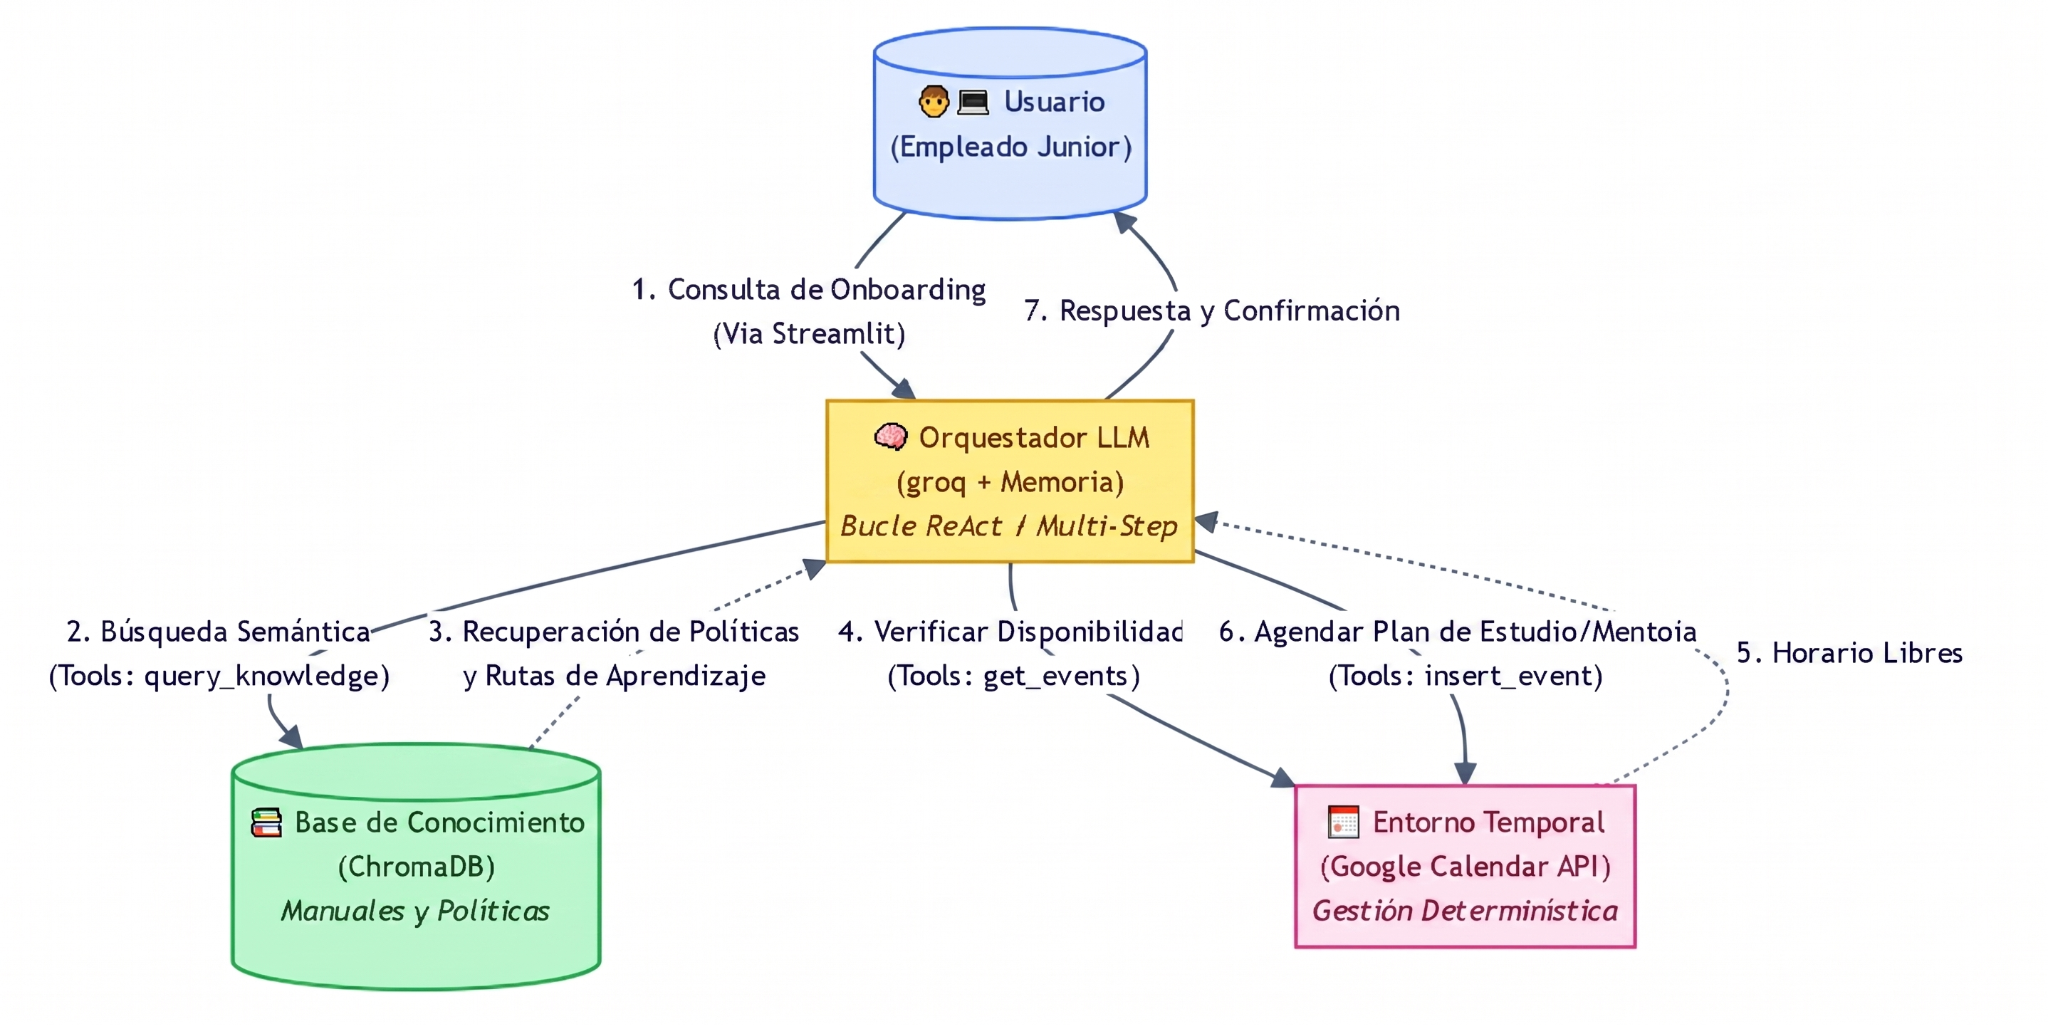 Usuario
(Empleado Junior)
1. Consulta de Onboarding
(Via Streamlit)
7. Respuesta y Confirmación
Orquestador LLM
(groq + Memoria)
Bucle ReAct / Multi-Step
2. Búsqueda Semántica
(Tools: query_knowledge)
3. Recuperación de Políticas
y Rutas de Aprendizaje
4. Verificar Disponibilidad
(Tools: get_events)
6. Agendar Plan de Estudio/Mentoía
(Tools: insert_event)
5. Horario Libres
Base de Conocimiento
(ChromaDB)
Manuales y Políticas
Entorno Temporal
(Google Calendar API)
Gestión Determinística